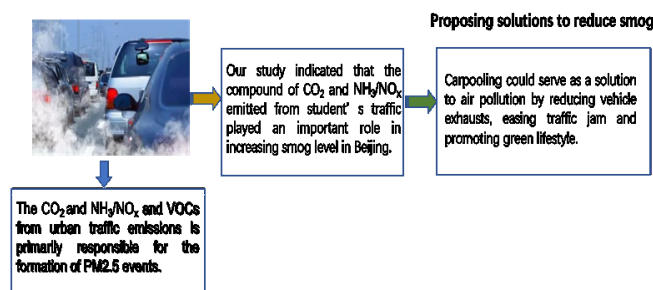 Proposing solutions to reduce smog
Our study indicated that the
compound of CO₂ and NH₃/NOₓ
emitted from student's traffic
played an important role in
increasing smog level in Beijing.
Carpooling could serve as a solution
to air pollution by reducing vehicle
exhausts, easing traffic jam and
promoting green lifestyle.
The CO₂ and NH₃/NOₓ and VOCs
from urban traffic emissions is
primarily responsible for the
formation of PM2.5 events.